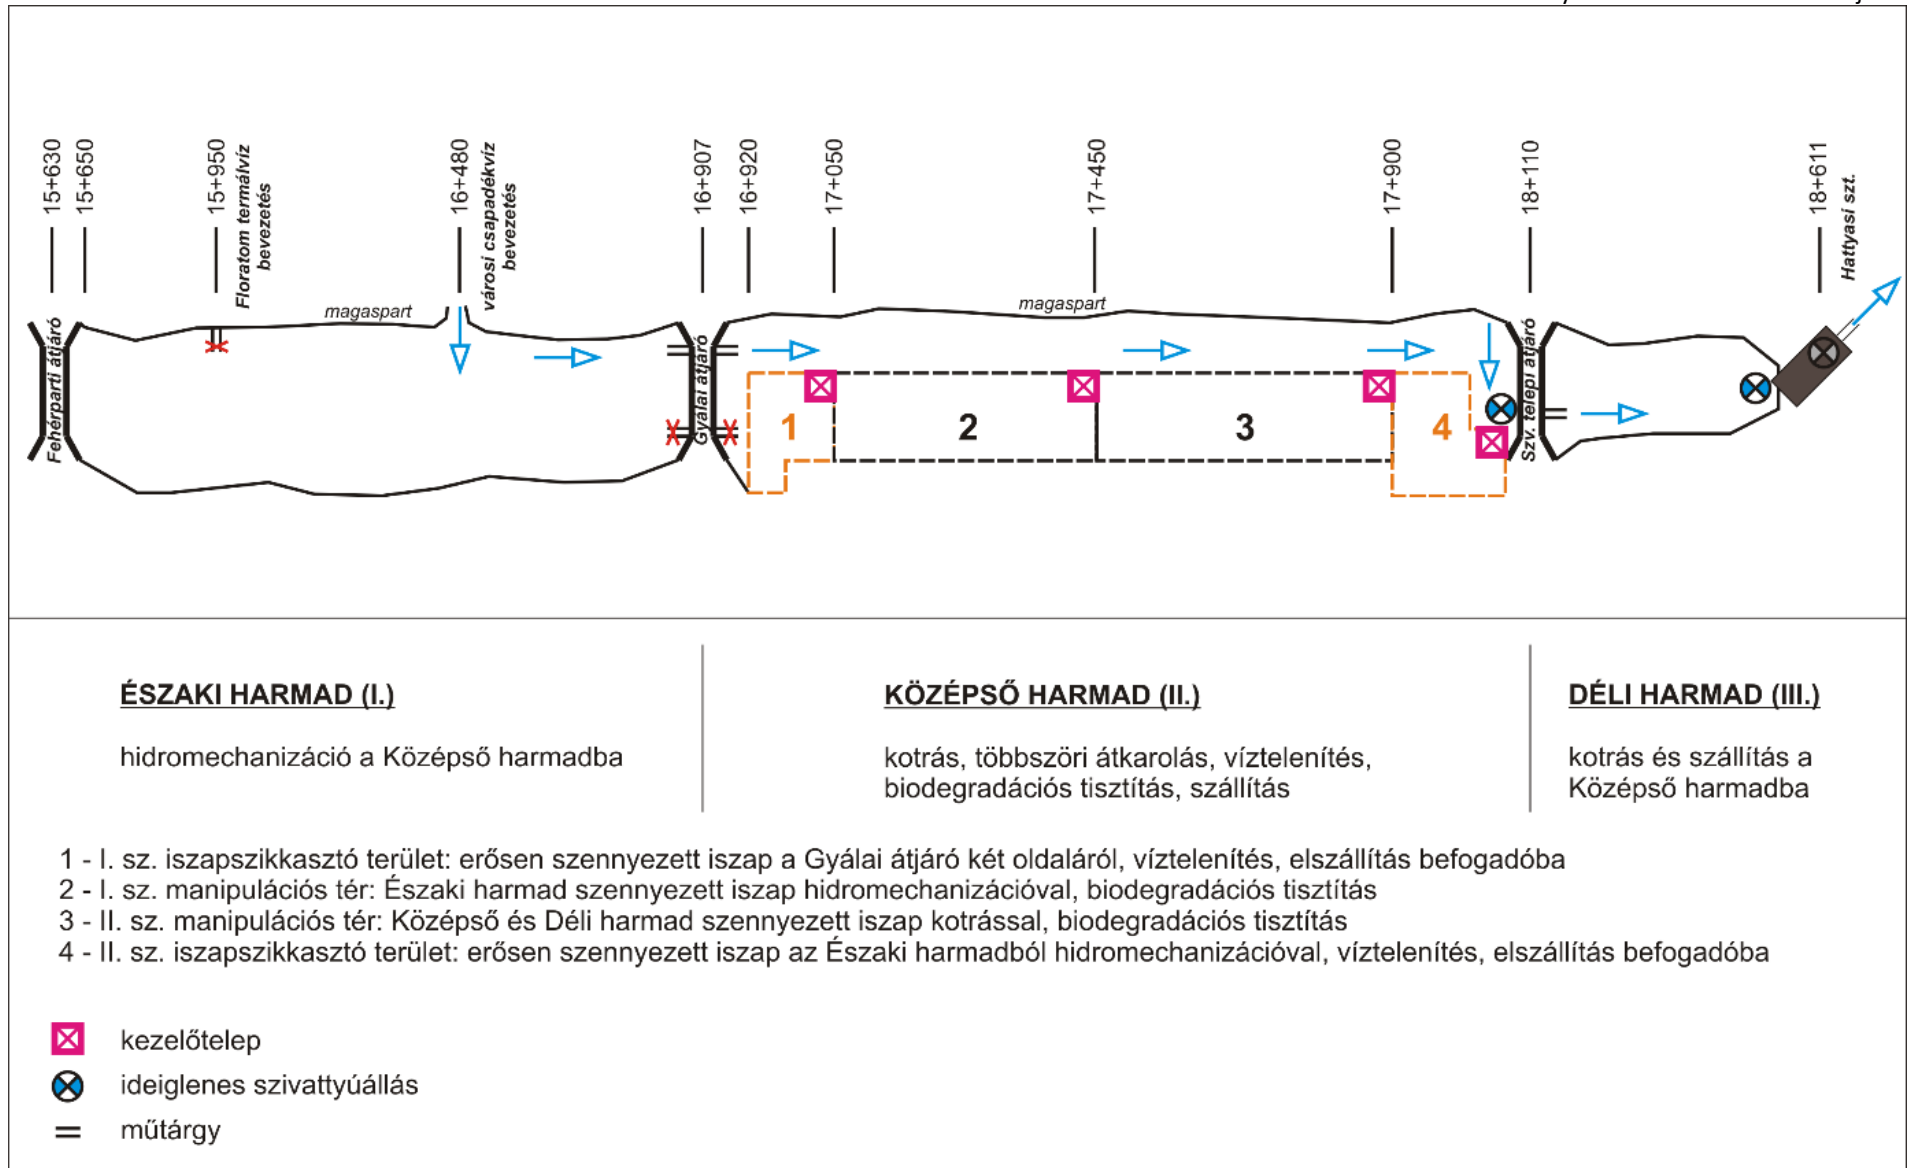 15+630
15+650
15+950
Floratom termálvíz
bevezetés
16+480
városi csapadékvíz
bevezetés
16+907
16+920
17+050
17+450
17+900
18+110
18+611
Hattyasi szt.
magaspart
magaspart
Fehérparti átjáró
Gyálai átjáró
Szv. telepi átjáró
1
2
3
4
ÉSZAKI HARMAD (I.)
hidromechanizáció a Középső harmadba
KÖZÉPSŐ HARMAD (II.)
kotrás, többszöri átkarolás, víztelenítés,
biodegradációs tisztítás, szállítás
DÉLI HARMAD (III.)
kotrás és szállítás a
Középső harmadba
1 - I. sz. iszapszikkasztó terület: erősen szennyezett iszap a Gyálai átjáró két oldaláról, víztelenítés, elszállítás befogadóba
2 - I. sz. manipulációs tér: Északi harmad szennyezett iszap hidromechanizációval, biodegradációs tisztítás
3 - II. sz. manipulációs tér: Középső és Déli harmad szennyezett iszap kotrással, biodegradációs tisztítás
4 - II. sz. iszapszikkasztó terület: erősen szennyezett iszap az Északi harmadból hidromechanizációval, víztelenítés, elszállítás befogadóba
kezelőtelep
ideiglenes szivattyúállás
műtárgy